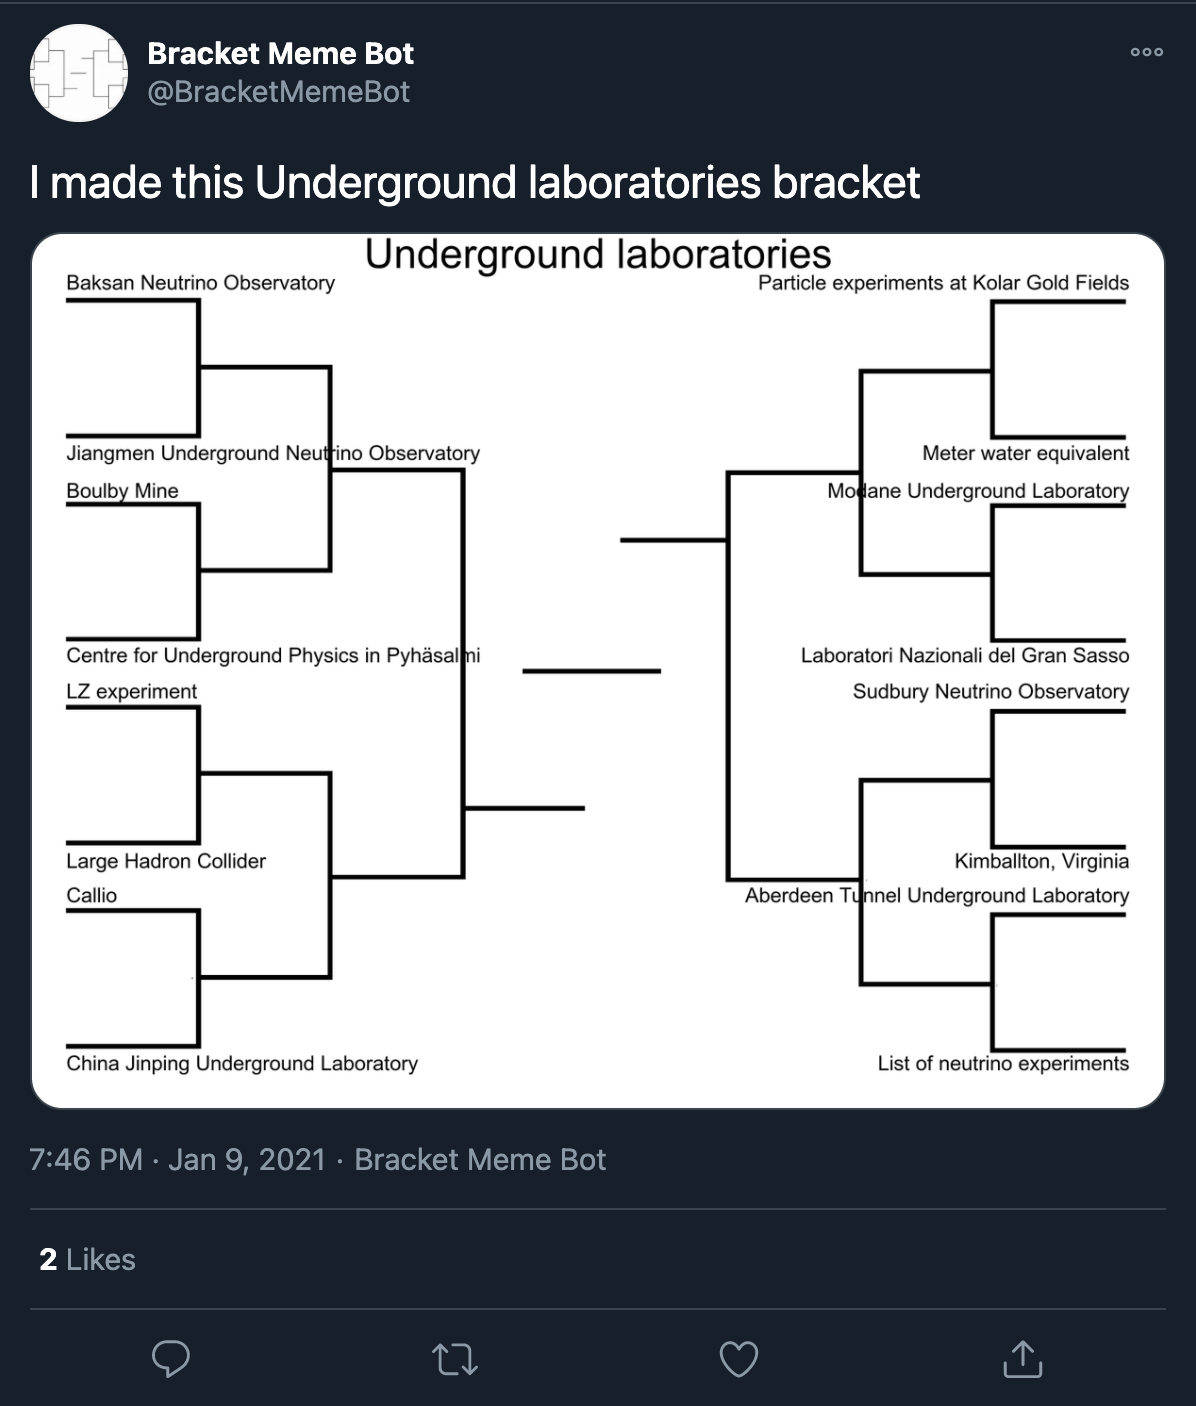 Bracket Meme Bot
@BracketMemeBot
I made this Underground laboratories bracket
Underground laboratories
Baksan Neutrino Observatory
Jiangmen Underground Neutrino Observatory
Boulby Mine
Centre for Underground Physics in Pyhäsalmi
LZ experiment
Large Hadron Collider
Callio
China Jinping Underground Laboratory
Particle experiments at Kolar Gold Fields
Meter water equivalent
Modane Underground Laboratory
Laboratori Nazionali del Gran Sasso
Sudbury Neutrino Observatory
Kimballton, Virginia
Aberdeen Tunnel Underground Laboratory
List of neutrino experiments
7:46 PM · Jan 9, 2021 · Bracket Meme Bot
2 Likes